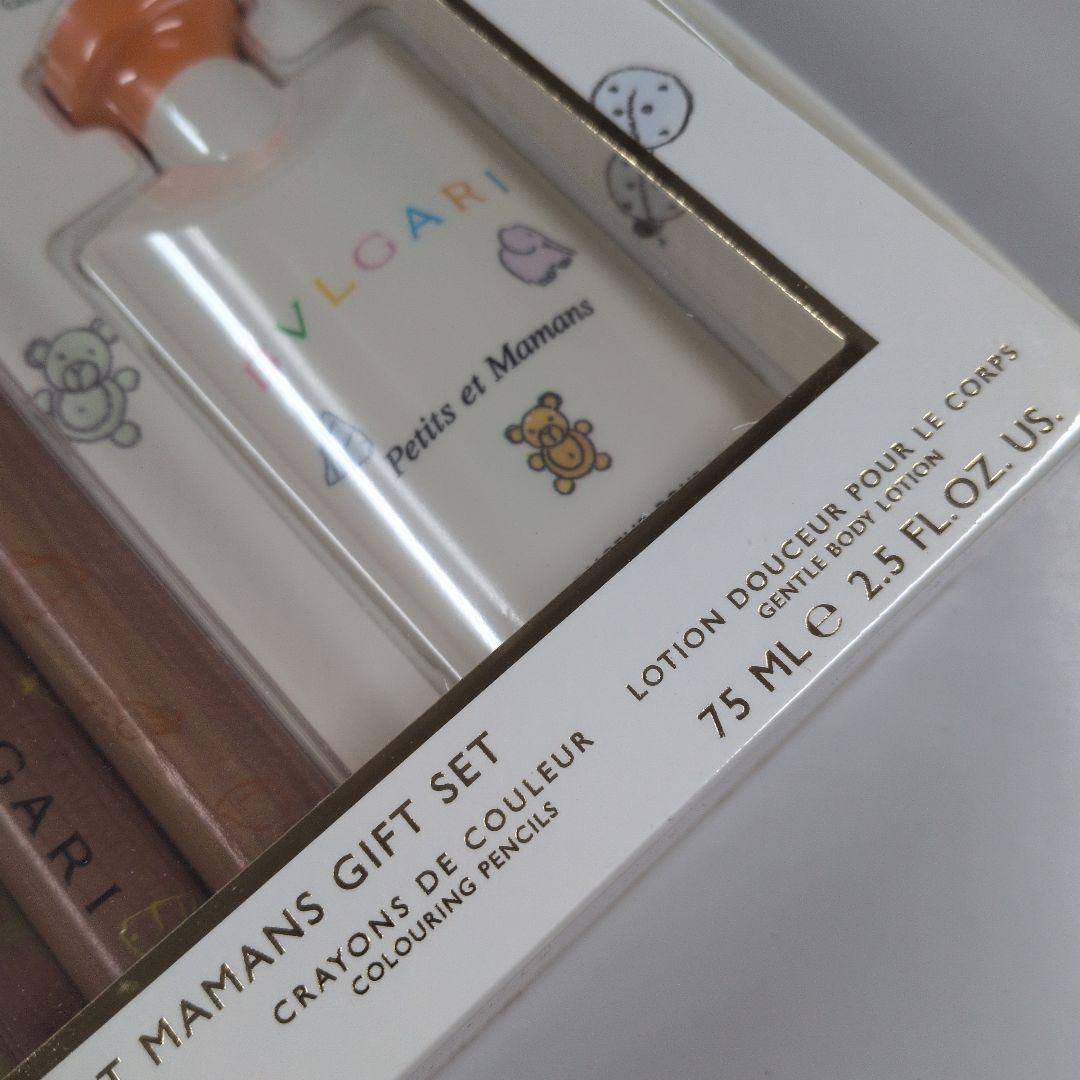 BVLGARI
Petits et Mamans
GARI
T MAMANS GIFT SET
CRAYONS DE COULEUR
COLOURING PENCILS
LOTION DOUCEUR POUR LE CORPS
GENTLE BODY LOTION
75 ML ℮ 2.5 FL.OZ. US.